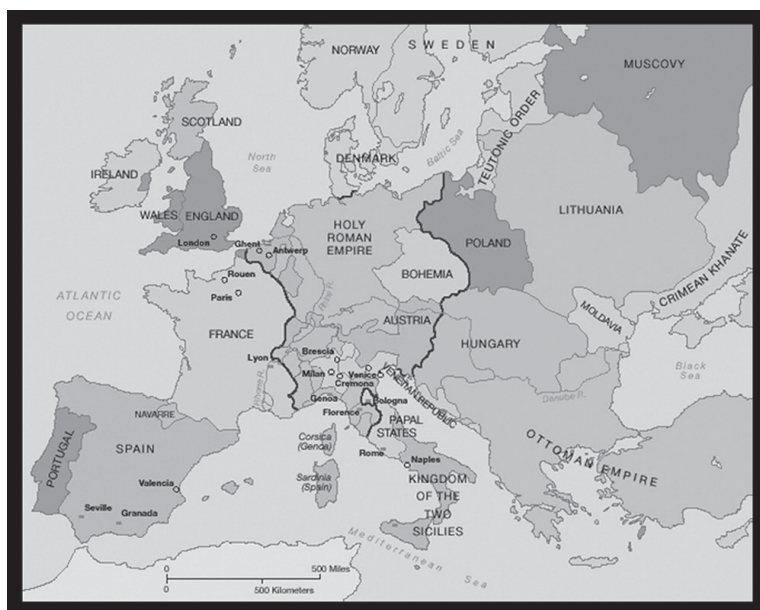 NORWAY
SWEDEN
MUSCOVY
SCOTLAND
North
Sea
DENMARK
Baltic Sea
TEUTONIC ORDER
IRELAND
WALES
ENGLAND
London
LITHUANIA
HOLY
ROMAN
EMPIRE
POLAND
Ghent
Antwerp
BOHEMIA
Rhine R.
CRIMEAN KHANATE
Rouen
Paris
ATLANTIC
OCEAN
FRANCE
AUSTRIA
HUNGARY
MOLDAVIA
Lyon
Rhone R.
Brescia
Milan
Venice
Cremona
VENETIAN REPUBLIC
Genoa
Bologna
Florence
PAPAL
STATES
Black
Sea
Danube R.
NAVARRE
PORTUGAL
SPAIN
Corsica
(Genoa)
Rome
Naples
OTTOMAN EMPIRE
Valencia
Sardinia
(Spain)
KINGDOM
OF THE
TWO
SICILIES
Seville
Granada
Mediterranean Sea
0
500 Miles
0
500 Kilometers